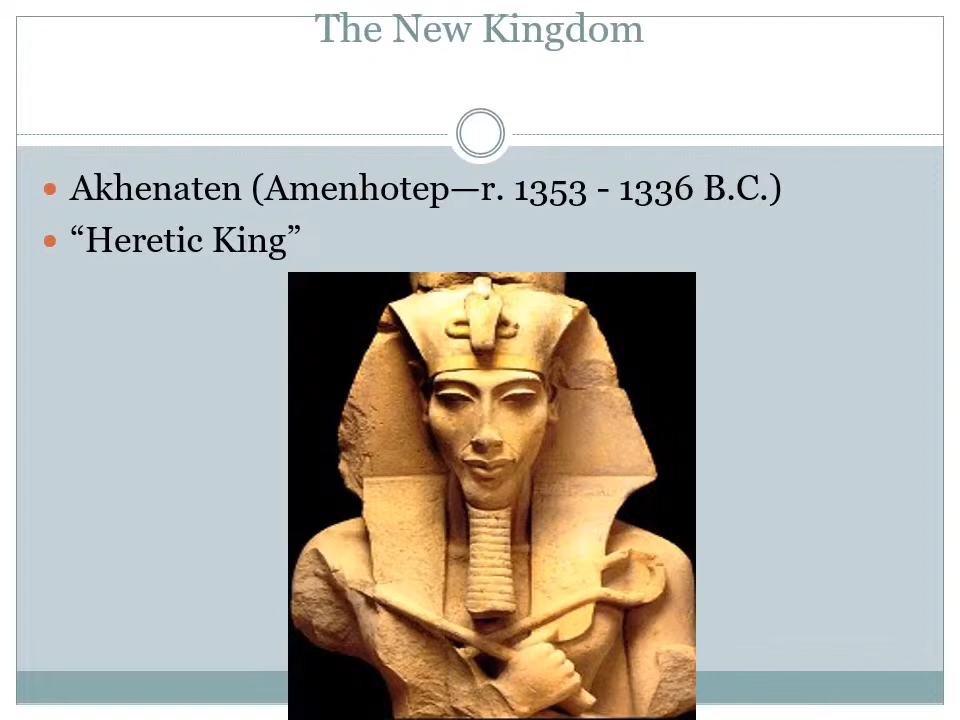 The New Kingdom
Akhenaten (Amenhotep—r. 1353 - 1336 B.C.)
“Heretic King”